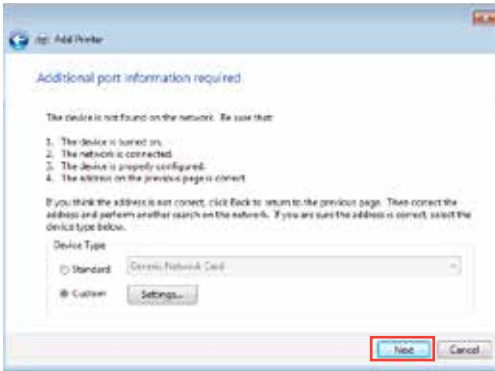 Add Printer
Additional port information required
The device is not found on the network. Be sure that:
1. The device is turned on.
2. The network is connected.
3. The device is properly configured.
4. The address on the previous page is correct.
If you think the address is not correct, click Back to return to the previous page. Then correct the
address and perform another search on the network. If you are sure the address is correct, select the
device type below.
Device Type
Standard Generic Network Card
Custom Settings...
Next Cancel